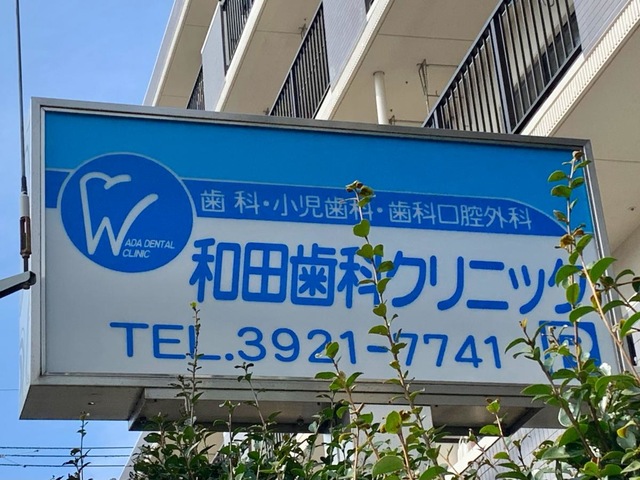 歯科・小児歯科・歯科口腔外科
W
ADA DENTAL
CLINIC
和田歯科クリニック
TEL.3921-7741